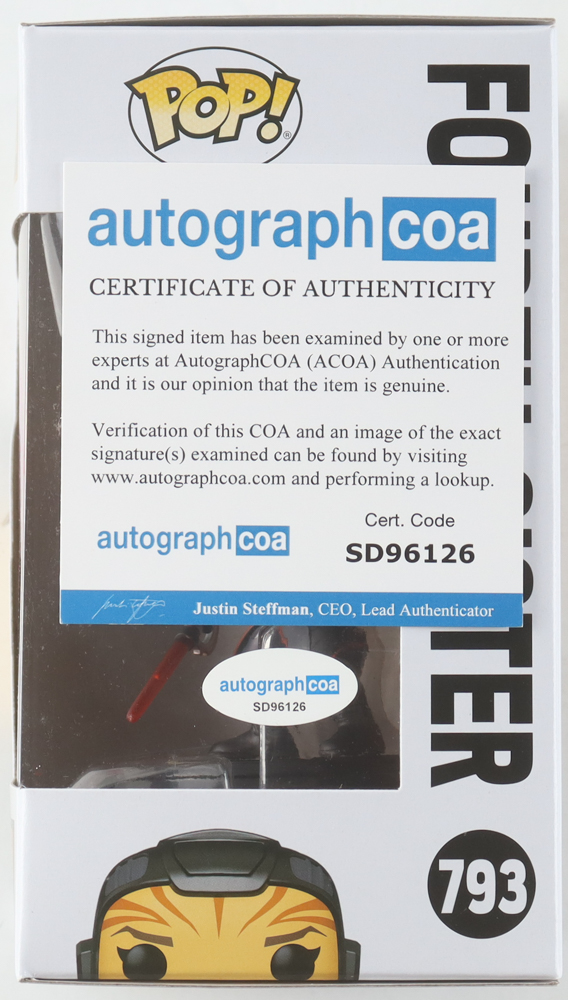 POP!
®
autographcoa
CERTIFICATE OF AUTHENTICITY
This signed item has been examined by one or more
experts at AutographCOA (ACOA) Authentication
and it is our opinion that the item is genuine.
Verification of this COA and an image of the exact
signature(s) examined can be found by visiting
www.autographcoa.com and performing a lookup.
autographcoa
Cert. Code
SD96126
Justin Steffman, CEO, Lead Authenticator
autographcoa
SD96126
793